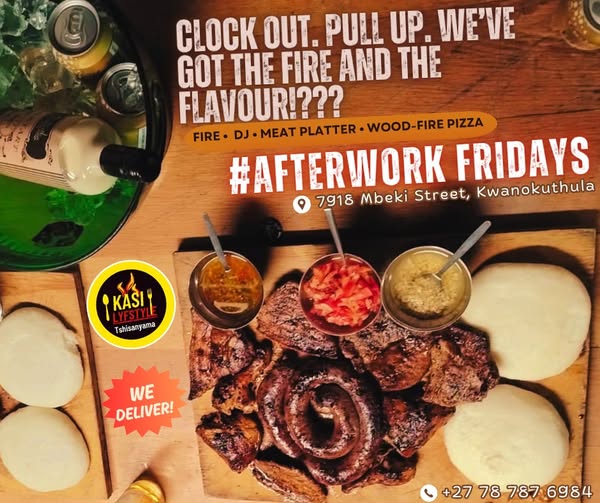 CLOCK OUT. PULL UP. WE'VE
GOT THE FIRE AND THE
FLAVOUR!???
FIRE • DJ • MEAT PLATTER • WOOD-FIRE PIZZA
#AFTERWORK FRIDAYS
7918 Mbeki Street, Kwanokuthula
KASI
LYFSTYLE
Tshisanyama
WE
DELIVER!
+27 78 787 6984